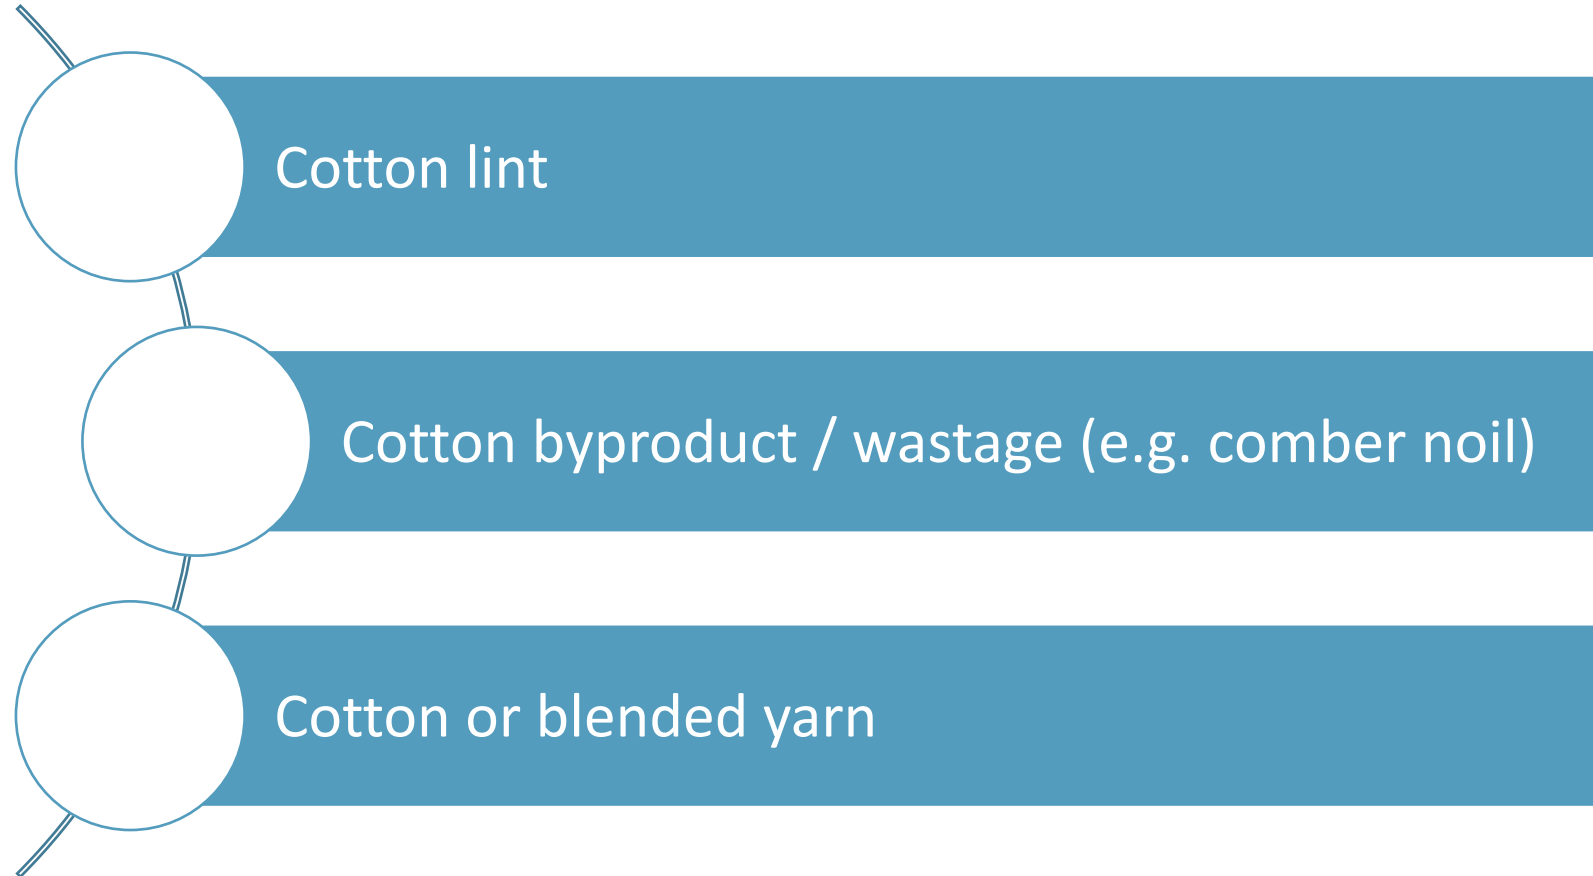 Cotton lint
Cotton byproduct / wastage (e.g. comber noil)
Cotton or blended yarn